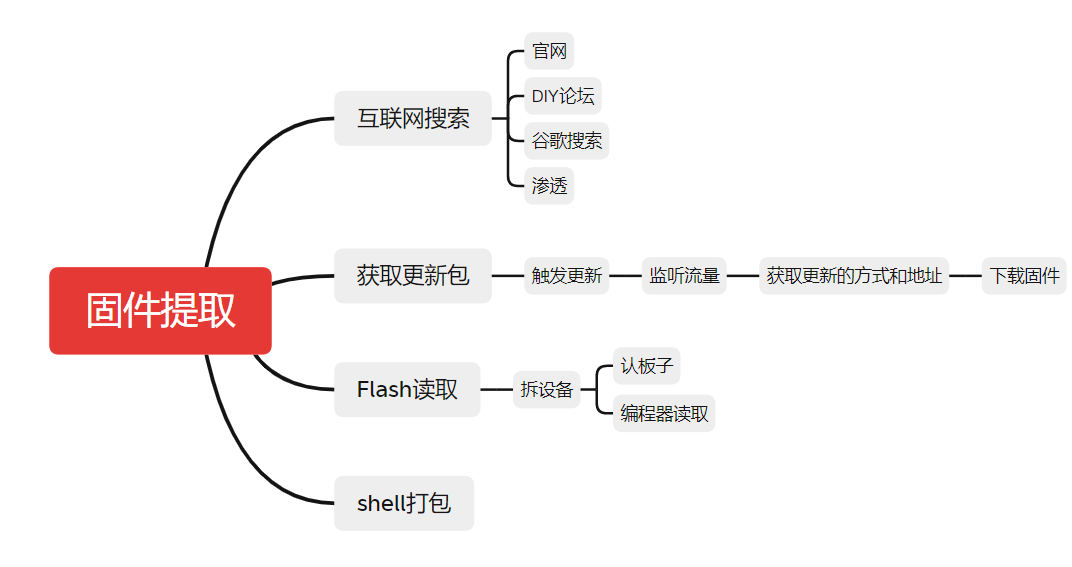 固件提取
互联网搜索
官网
DIY论坛
谷歌搜索
渗透
获取更新包
触发更新
监听流量
获取更新的方式和地址
下载固件
Flash读取
拆设备
认板子
编程器读取
shell打包